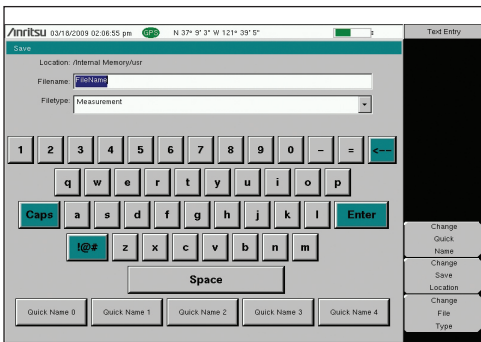 Anritsu 03/18/2009 02:06:55 pm GPS N 37° 9' 3" W 121° 39' 5"
Text Entry
Save
Location: /Internal Memory/usr
Filename: FileName
Filetype: Measurement
1 2 3 4 5 6 7 8 9 0 – = <--
q w e r t y u i o p
Caps a s d f g h j k l Enter
!@# z x c v b n m
Space
Quick Name 0 Quick Name 1 Quick Name 2 Quick Name 3 Quick Name 4
Change
Quick
Name
Change
Save
Location
Change
File
Type